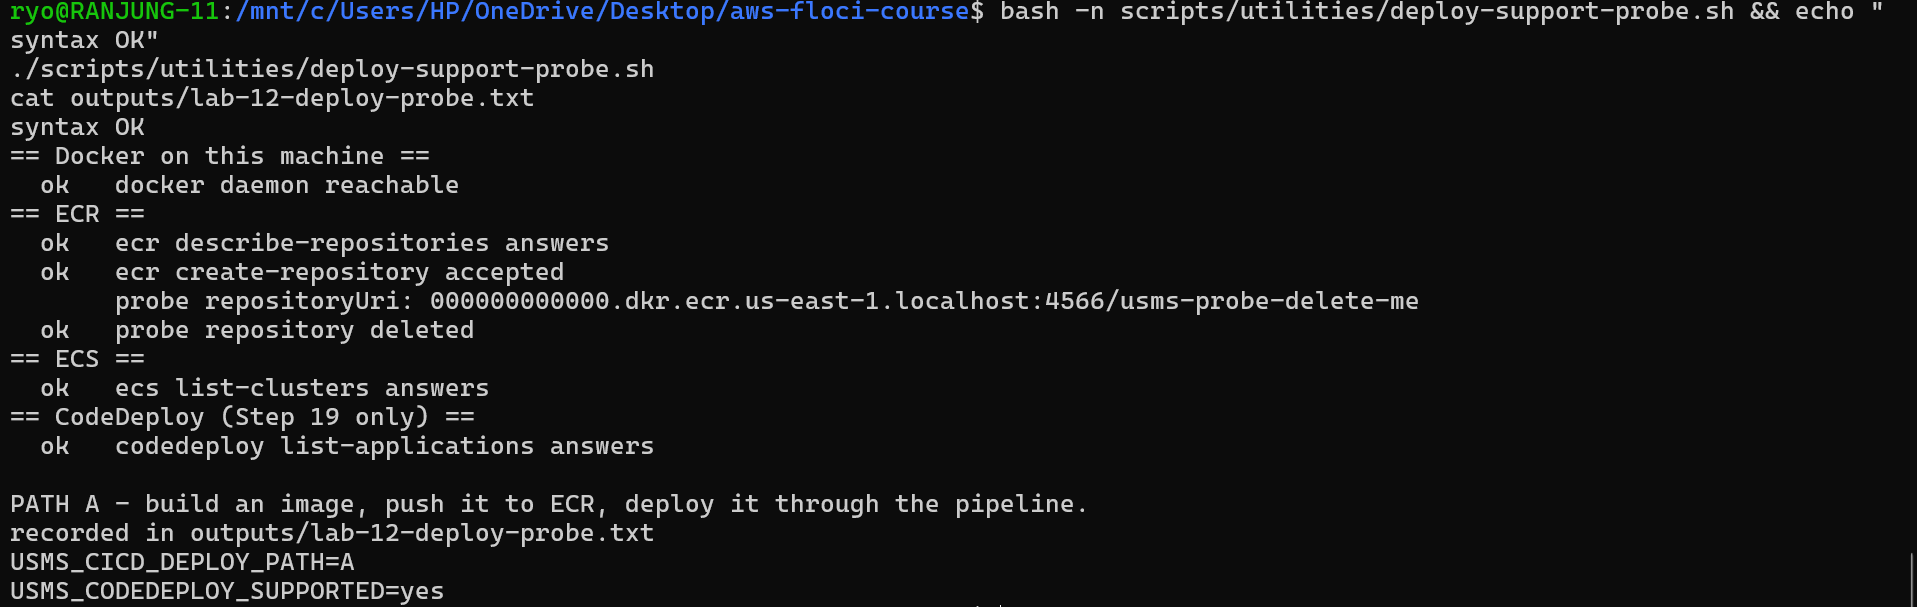 ryo@RANJUNG-11:/mnt/c/Users/HP/OneDrive/Desktop/aws-floci-course$ bash -n scripts/utilities/deploy-support-probe.sh && echo "
syntax OK"
./scripts/utilities/deploy-support-probe.sh
cat outputs/lab-12-deploy-probe.txt
syntax OK
== Docker on this machine ==
  ok   docker daemon reachable
== ECR ==
  ok   ecr describe-repositories answers
  ok   ecr create-repository accepted
       probe repositoryUri: 000000000000.dkr.ecr.us-east-1.localhost:4566/usms-probe-delete-me
  ok   probe repository deleted
== ECS ==
  ok   ecs list-clusters answers
== CodeDeploy (Step 19 only) ==
  ok   codedeploy list-applications answers

PATH A - build an image, push it to ECR, deploy it through the pipeline.
recorded in outputs/lab-12-deploy-probe.txt
USMS_CICD_DEPLOY_PATH=A
USMS_CODEDEPLOY_SUPPORTED=yes